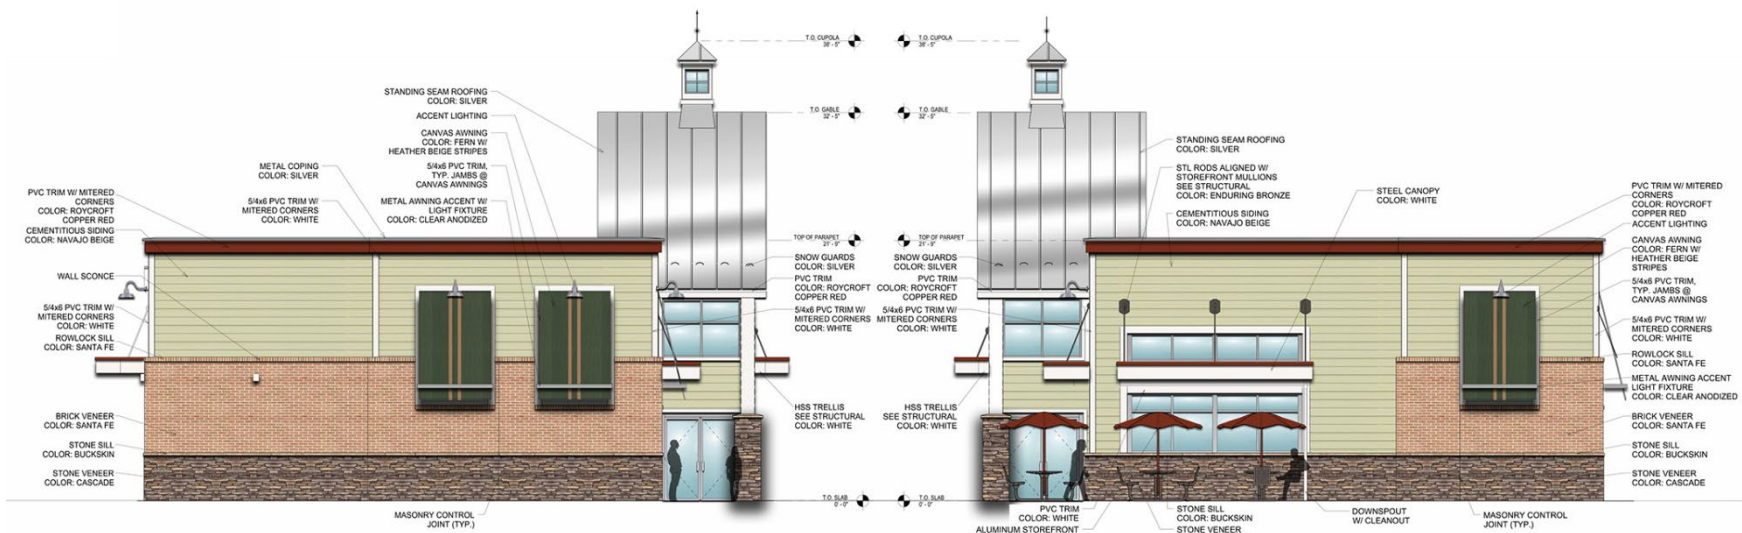 T.O. CUPOLA
38' - 5"
STANDING SEAM ROOFING
COLOR: SILVER
T.O. GABLE
32' - 5"
ACCENT LIGHTING
CANVAS AWNING
COLOR: FERN W/
HEATHER BEIGE STRIPES
METAL COPING
COLOR: SILVER
5/4x6 PVC TRIM,
TYP. JAMBS @
CANVAS AWNINGS
PVC TRIM W/ MITERED
CORNERS
COLOR: ROYCROFT
COPPER RED
5/4x6 PVC TRIM W/
MITERED CORNERS
COLOR: WHITE
METAL AWNING ACCENT W/
LIGHT FIXTURE
COLOR: CLEAR ANODIZED
CEMENTITIOUS SIDING
COLOR: NAVAJO BEIGE
TOP OF PARAPET
21' - 9"
SNOW GUARDS
COLOR: SILVER
WALL SCONCE
PVC TRIM
COLOR: ROYCROFT
COPPER RED
5/4x6 PVC TRIM W/
MITERED CORNERS
COLOR: WHITE
5/4x6 PVC TRIM W/
MITERED CORNERS
COLOR: WHITE
ROWLOCK SILL
COLOR: SANTA FE
HSS TRELLIS
SEE STRUCTURAL
COLOR: WHITE
BRICK VENEER
COLOR: SANTA FE
STONE SILL
COLOR: BUCKSKIN
STONE VENEER
COLOR: CASCADE
T.O. SLAB
0' - 0"
MASONRY CONTROL
JOINT (TYP.)
T.O. CUPOLA
38' - 5"
T.O. GABLE
32' - 5"
STANDING SEAM ROOFING
COLOR: SILVER
STL RODS ALIGNED W/
STOREFRONT MULLIONS
SEE STRUCTURAL
COLOR: ENDURING BRONZE
STEEL CANOPY
COLOR: WHITE
PVC TRIM W/ MITERED
CORNERS
COLOR: ROYCROFT
COPPER RED
CEMENTITIOUS SIDING
COLOR: NAVAJO BEIGE
ACCENT LIGHTING
TOP OF PARAPET
21' - 9"
CANVAS AWNING
COLOR: FERN W/
HEATHER BEIGE
STRIPES
SNOW GUARDS
COLOR: SILVER
PVC TRIM
COLOR: ROYCROFT
COPPER RED
5/4x6 PVC TRIM,
TYP. JAMBS @
CANVAS AWNINGS
5/4x6 PVC TRIM W/
MITERED CORNERS
COLOR: WHITE
5/4x6 PVC TRIM W/
MITERED CORNERS
COLOR: WHITE
ROWLOCK SILL
COLOR: SANTA FE
METAL AWNING ACCENT
LIGHT FIXTURE
COLOR: CLEAR ANODIZED
HSS TRELLIS
SEE STRUCTURAL
COLOR: WHITE
BRICK VENEER
COLOR: SANTA FE
STONE SILL
COLOR: BUCKSKIN
STONE VENEER
COLOR: CASCADE
T.O. SLAB
0' - 0"
PVC TRIM
COLOR: WHITE
ALUMINUM STOREFRONT
STONE SILL
COLOR: BUCKSKIN
STONE VENEER
DOWNSPOUT
W/ CLEANOUT
MASONRY CONTROL
JOINT (TYP.)